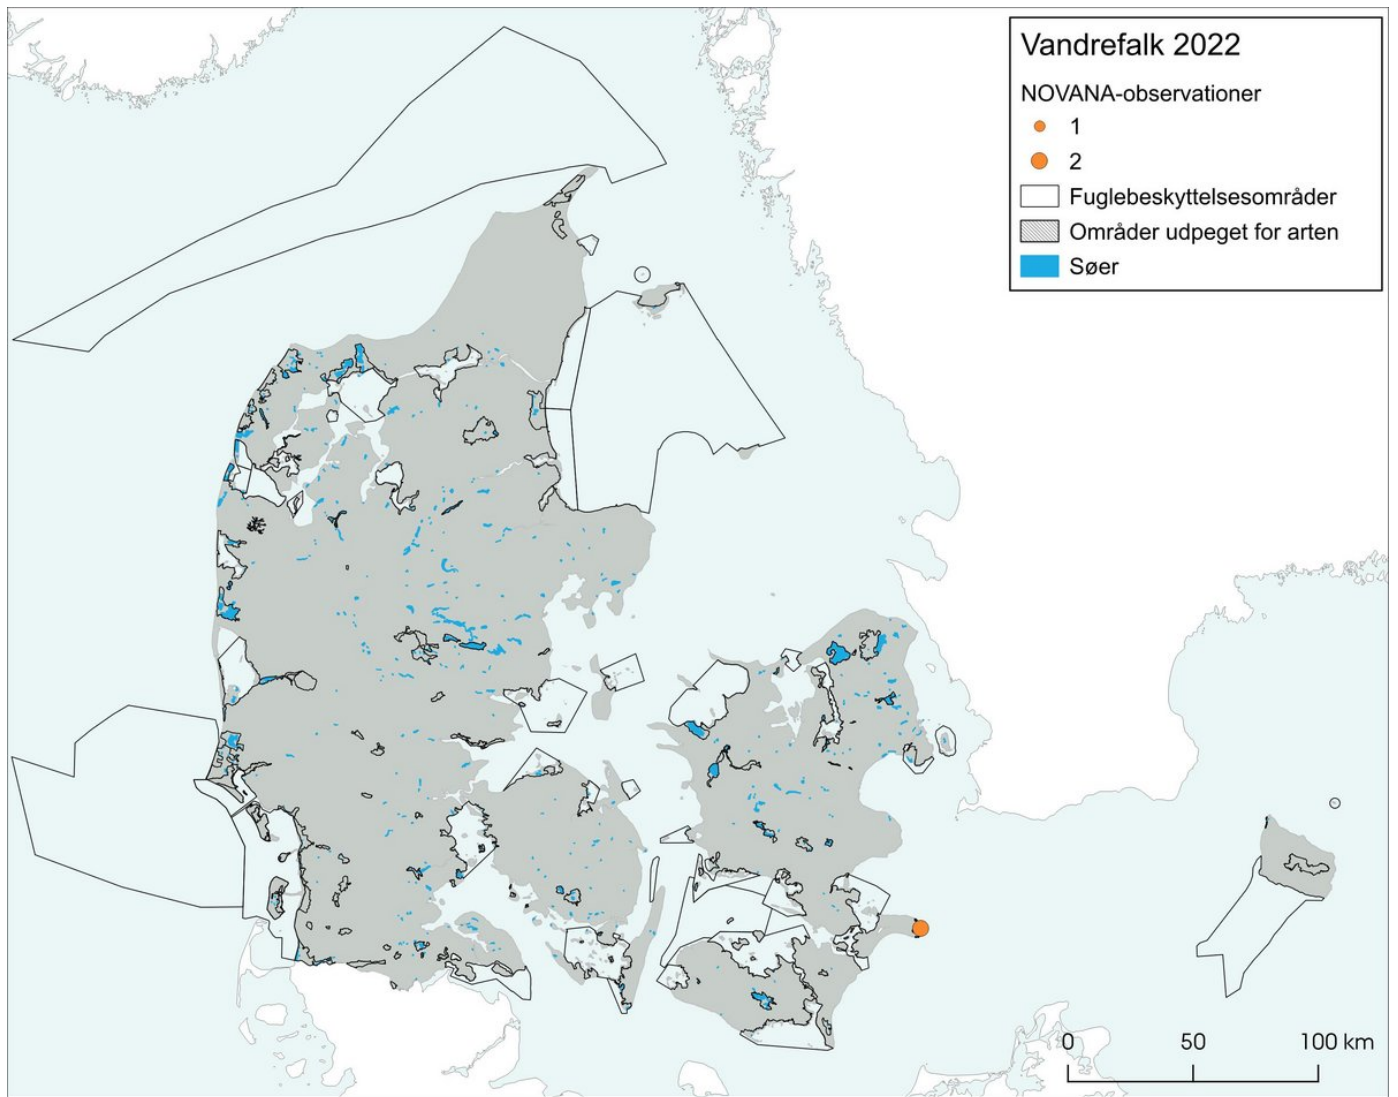 Vandrefalk 2022
NOVANA-observationer
1
2
Fuglebeskyttelsesområder
Områder udpeget for arten
Søer
0 50 100 km